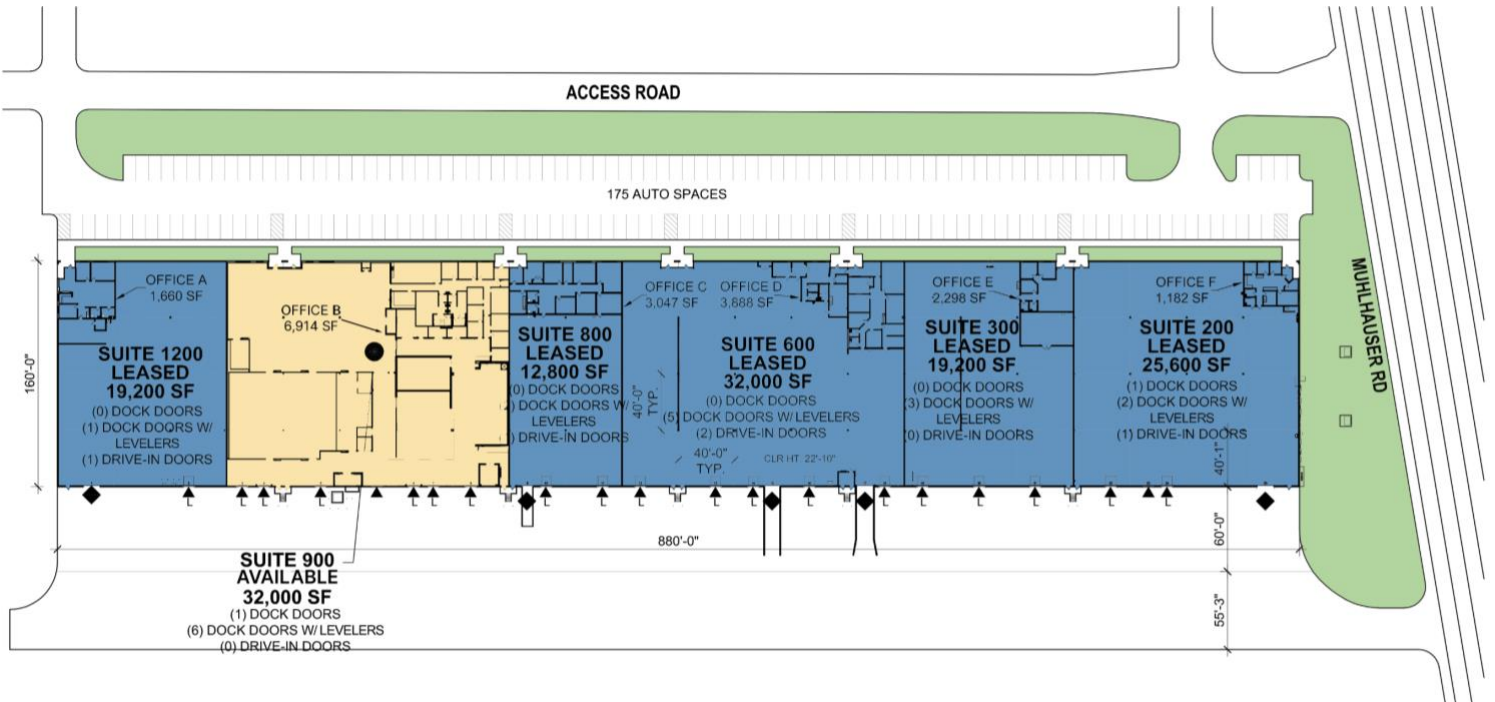 ACCESS ROAD
175 AUTO SPACES
MUHLHAUSER RD
160'-0"
OFFICE A
1,660 SF
SUITE 1200
LEASED
19,200 SF
(0) DOCK DOORS
(1) DOCK DOORS W/
LEVELERS
(1) DRIVE-IN DOORS
OFFICE B
6,914 SF
SUITE 800
LEASED
12,800 SF
(0) DOCK DOORS
DOCK DOORS W/
LEVELERS
DRIVE-IN DOORS
OFFICE C
3,047 SF
OFFICE D
3,888 SF
SUITE 600
LEASED
32,000 SF
(0) DOCK DOORS
(5) DOCK DOORS W/ LEVELERS
(2) DRIVE-IN DOORS
40'-0"
TYP.
40'-0"
TYP.
CLR HT 22'-10"
OFFICE E
2,298 SF
SUITE 300
LEASED
19,200 SF
(0) DOCK DOORS
(3) DOCK DOORS W/
LEVELERS
(0) DRIVE-IN DOORS
OFFICE F
1,182 SF
SUITE 200
LEASED
25,600 SF
(1) DOCK DOORS
(2) DOCK DOORS W/
LEVELERS
(1) DRIVE-IN DOORS
40'-1"
60'-0"
55'-3"
880'-0"
SUITE 900
AVAILABLE
32,000 SF
(1) DOCK DOORS
(6) DOCK DOORS W/ LEVELERS
(0) DRIVE-IN DOORS